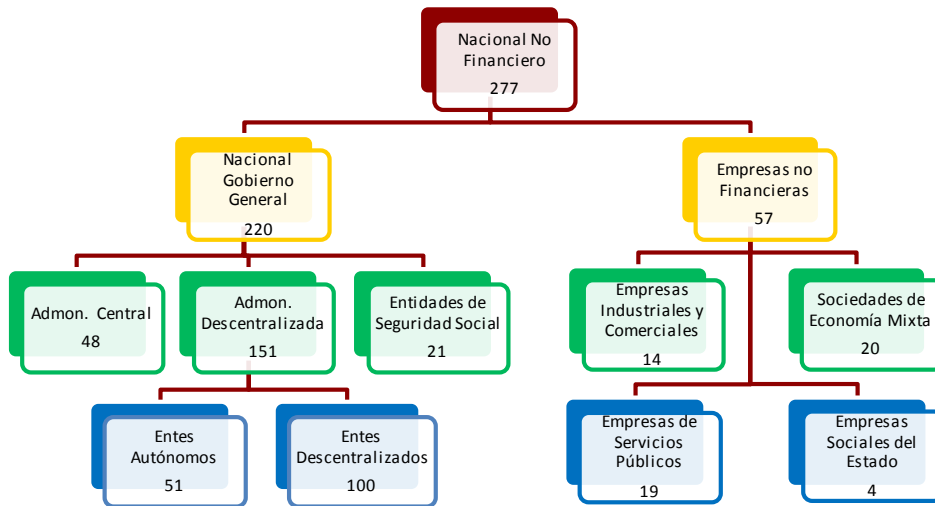 Nacional No
Financiero
277
Nacional
Gobierno
General
220
Empresas no
Financieras
57
Admon. Central
48
Admon.
Descentralizada
151
Entidades de
Seguridad Social
21
Empresas
Industriales y
Comerciales
14
Sociedades de
Economía Mixta
20
Entes
Autónomos
51
Entes
Descentralizados
100
Empresas de
Servicios
Públicos
19
Empresas
Sociales del
Estado
4